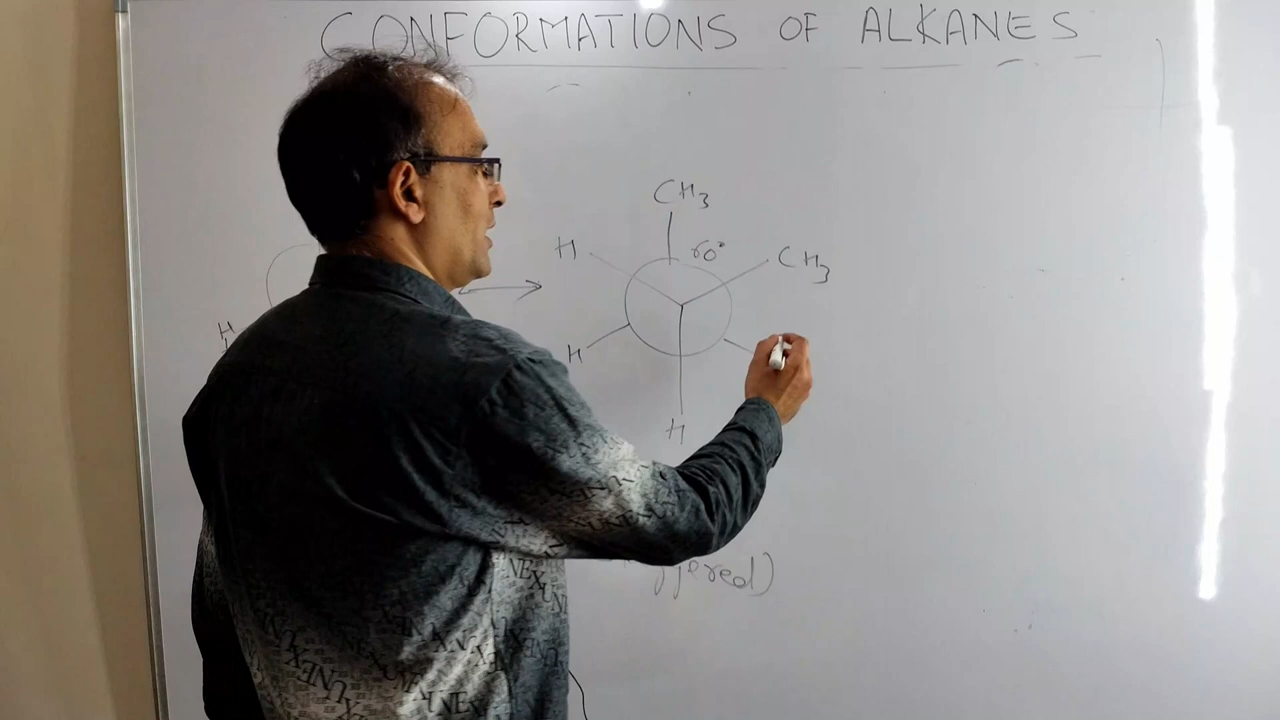 CONFORMATIONS OF ALKANES
CH3
H 60° CH3
H
H
H